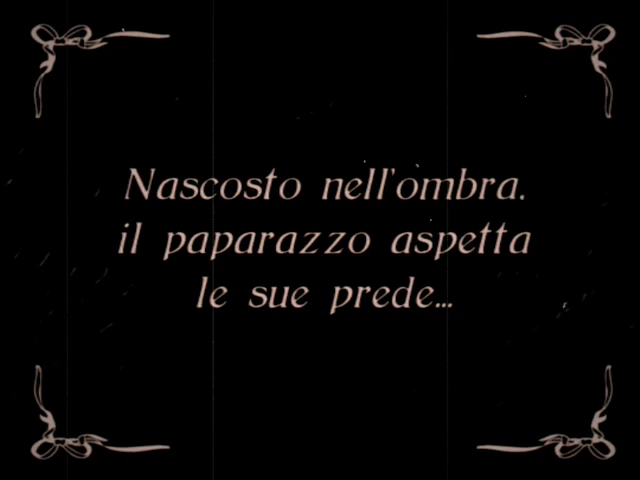 Nascosto nell'ombra,
il paparazzo aspetta
le sue prede...